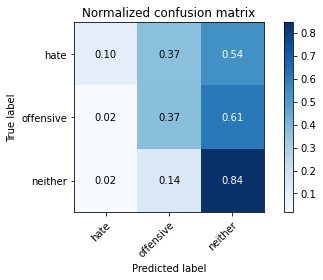 Normalized confusion matrix
True label
hate
offensive
neither
0.10 0.37 0.54
0.02 0.37 0.61
0.02 0.14 0.84
hate
offensive
neither
Predicted label
0.8
0.7
0.6
0.5
0.4
0.3
0.2
0.1